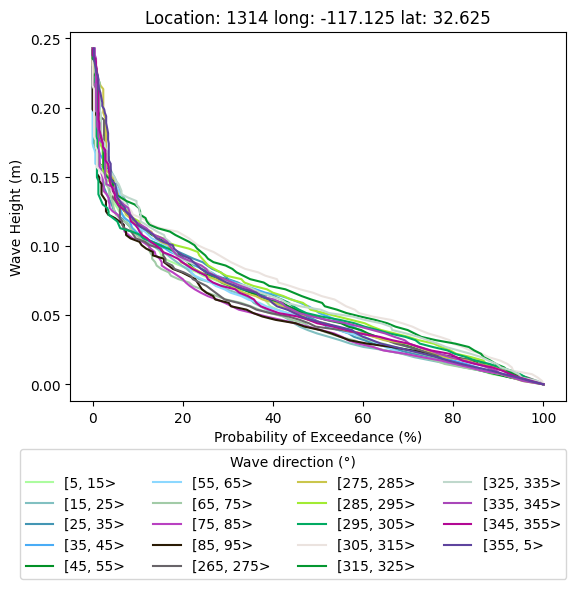 Location: 1314 long: -117.125 lat: 32.625
0.25
0.20
0.15
0.10
0.05
0.00
Wave Height (m)
0 20 40 60 80 100
Probability of Exceedance (%)
Wave direction (°)
[5, 15> [55, 65> [275, 285> [325, 335>
[15, 25> [65, 75> [285, 295> [335, 345>
[25, 35> [75, 85> [295, 305> [345, 355>
[35, 45> [85, 95> [305, 315> [355, 5>
[45, 55> [265, 275> [315, 325>